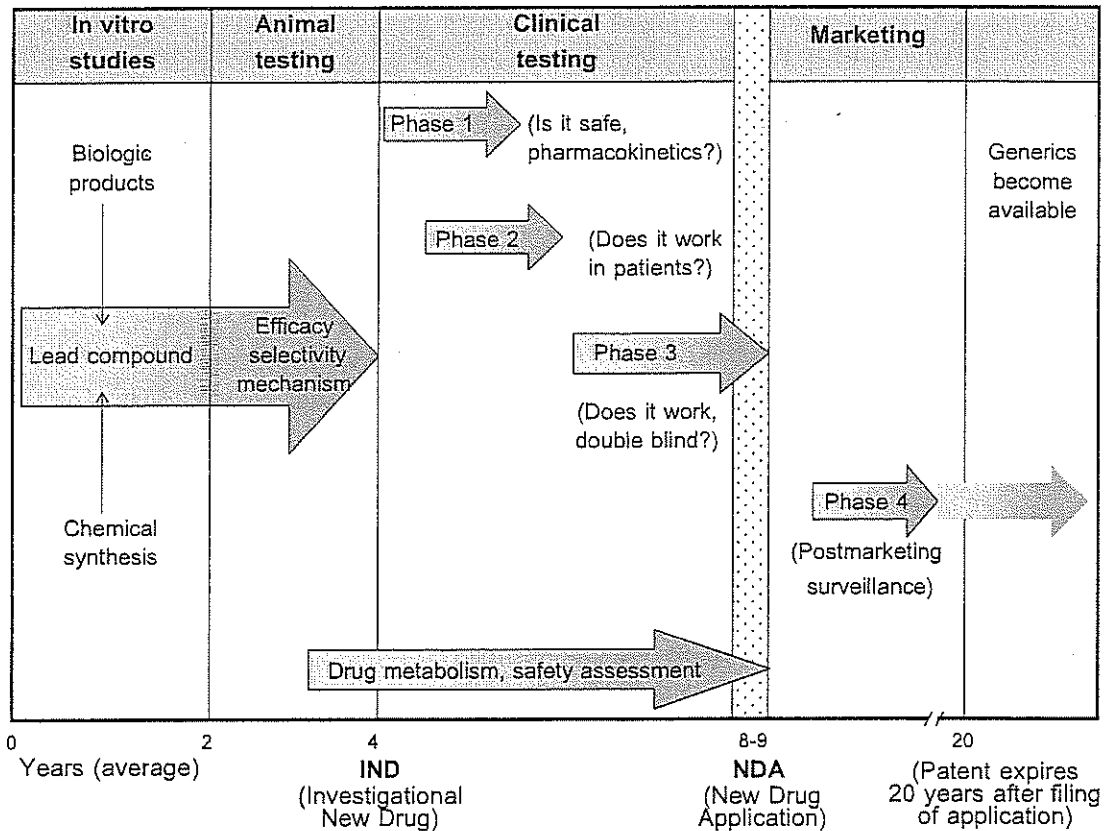 In vitro
studies
Animal
testing
Clinical
testing
Marketing
Phase 1
(Is it safe,
pharmacokinetics?)
Biologic
products
Generics
become
available
Phase 2
(Does it work
in patients?)
Lead compound
Efficacy
selectivity
mechanism
Phase 3
(Does it work,
double blind?)
Phase 4
(Postmarketing
surveillance)
Chemical
synthesis
Drug metabolism, safety assessment
0
2
4
8-9
20
Years (average)
IND
(Investigational
New Drug)
NDA
(New Drug
Application)
(Patent expires
20 years after filing
of application)